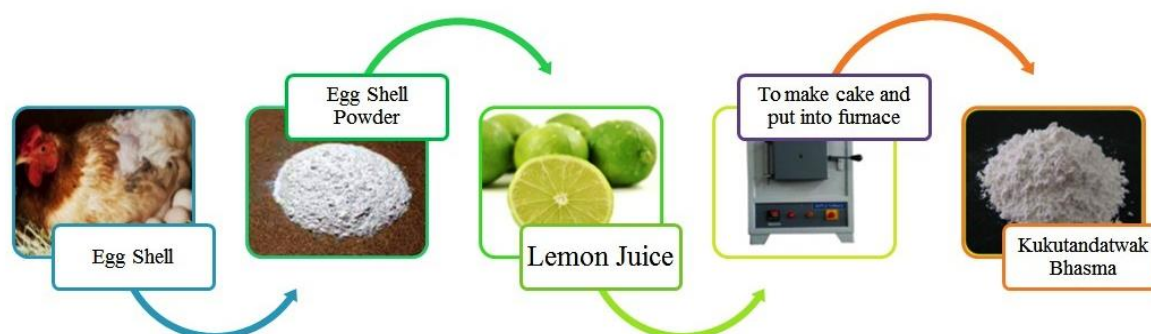 Egg Shell
Egg Shell
Powder
Lemon Juice
To make cake and
put into furnace
Kukutandatwak
Bhasma